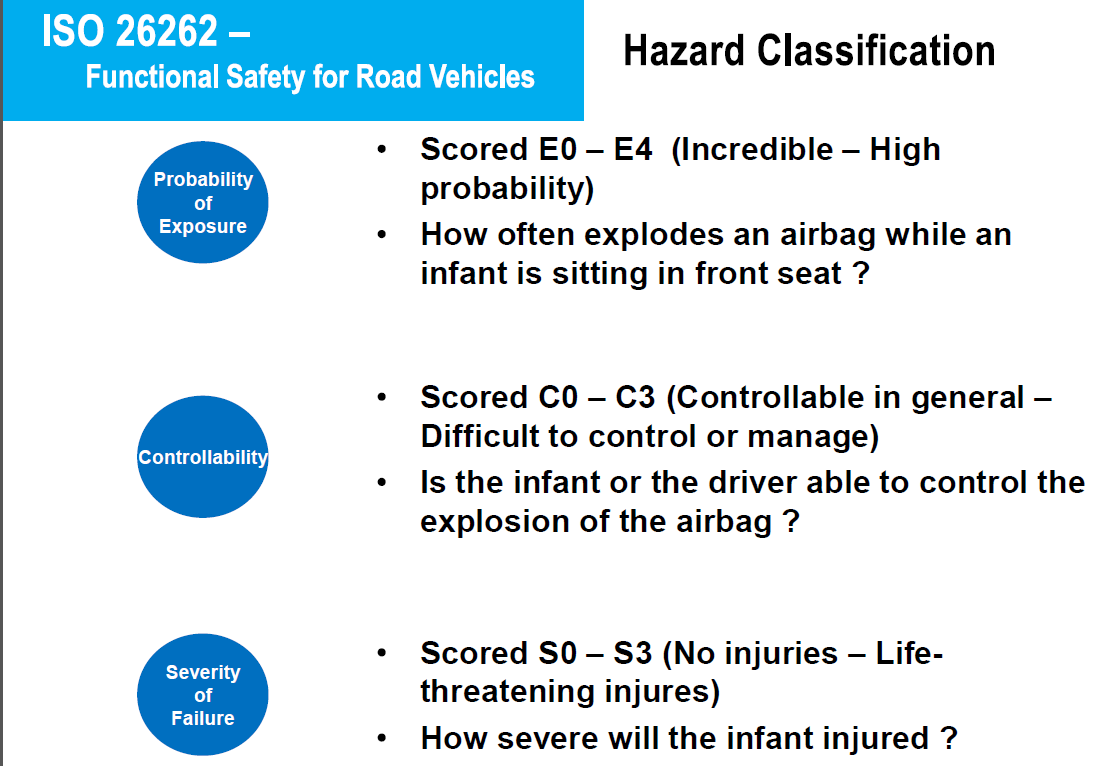 ISO 26262 –
Functional Safety for Road Vehicles
Hazard Classification
Probability
of
Exposure
• Scored E0 – E4 (Incredible – High
probability)
• How often explodes an airbag while an
infant is sitting in front seat ?
Controllability
• Scored C0 – C3 (Controllable in general –
Difficult to control or manage)
• Is the infant or the driver able to control the
explosion of the airbag ?
Severity
of
Failure
• Scored S0 – S3 (No injuries – Life-
threatening injures)
• How severe will the infant injured ?